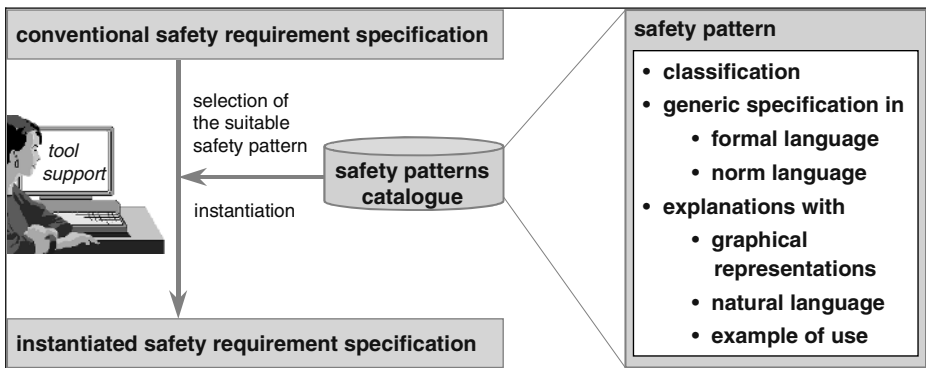 conventional safety requirement specification
selection of
the suitable
safety pattern
tool
support
safety patterns
catalogue
instantiation
instantiated safety requirement specification
safety pattern
• classification
• generic specification in
• formal language
• norm language
• explanations with
• graphical
representations
• natural language
• example of use